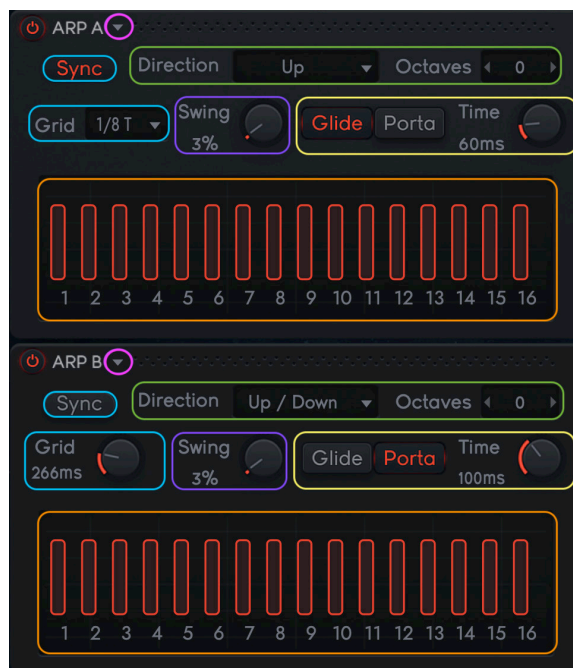 ARP A
Sync Direction Up Octaves 0
Grid 1/8 T Swing 3% Glide Porta Time 60ms
1 2 3 4 5 6 7 8 9 10 11 12 13 14 15 16
ARP B
Sync Direction Up / Down Octaves 0
Grid 266ms Swing 3% Glide Porta Time 100ms
1 2 3 4 5 6 7 8 9 10 11 12 13 14 15 16